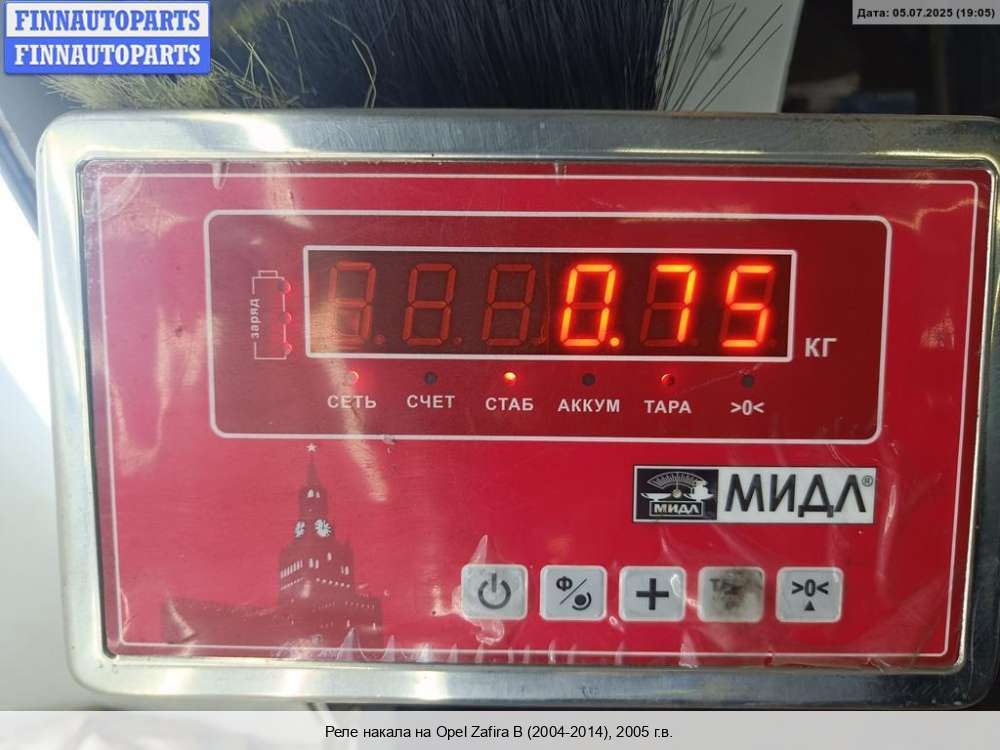 FINNAUTOPARTS
FINNAUTOPARTS
Дата: 05.07.2025 (19:05)
заряд
0.75
КГ
СЕТЬ СЧЕТ СТАБ АККУМ ТАРА >0<
МИДЛ МИДЛ®
Ф >0<
Реле накала на Opel Zafira B (2004-2014), 2005 г.в.